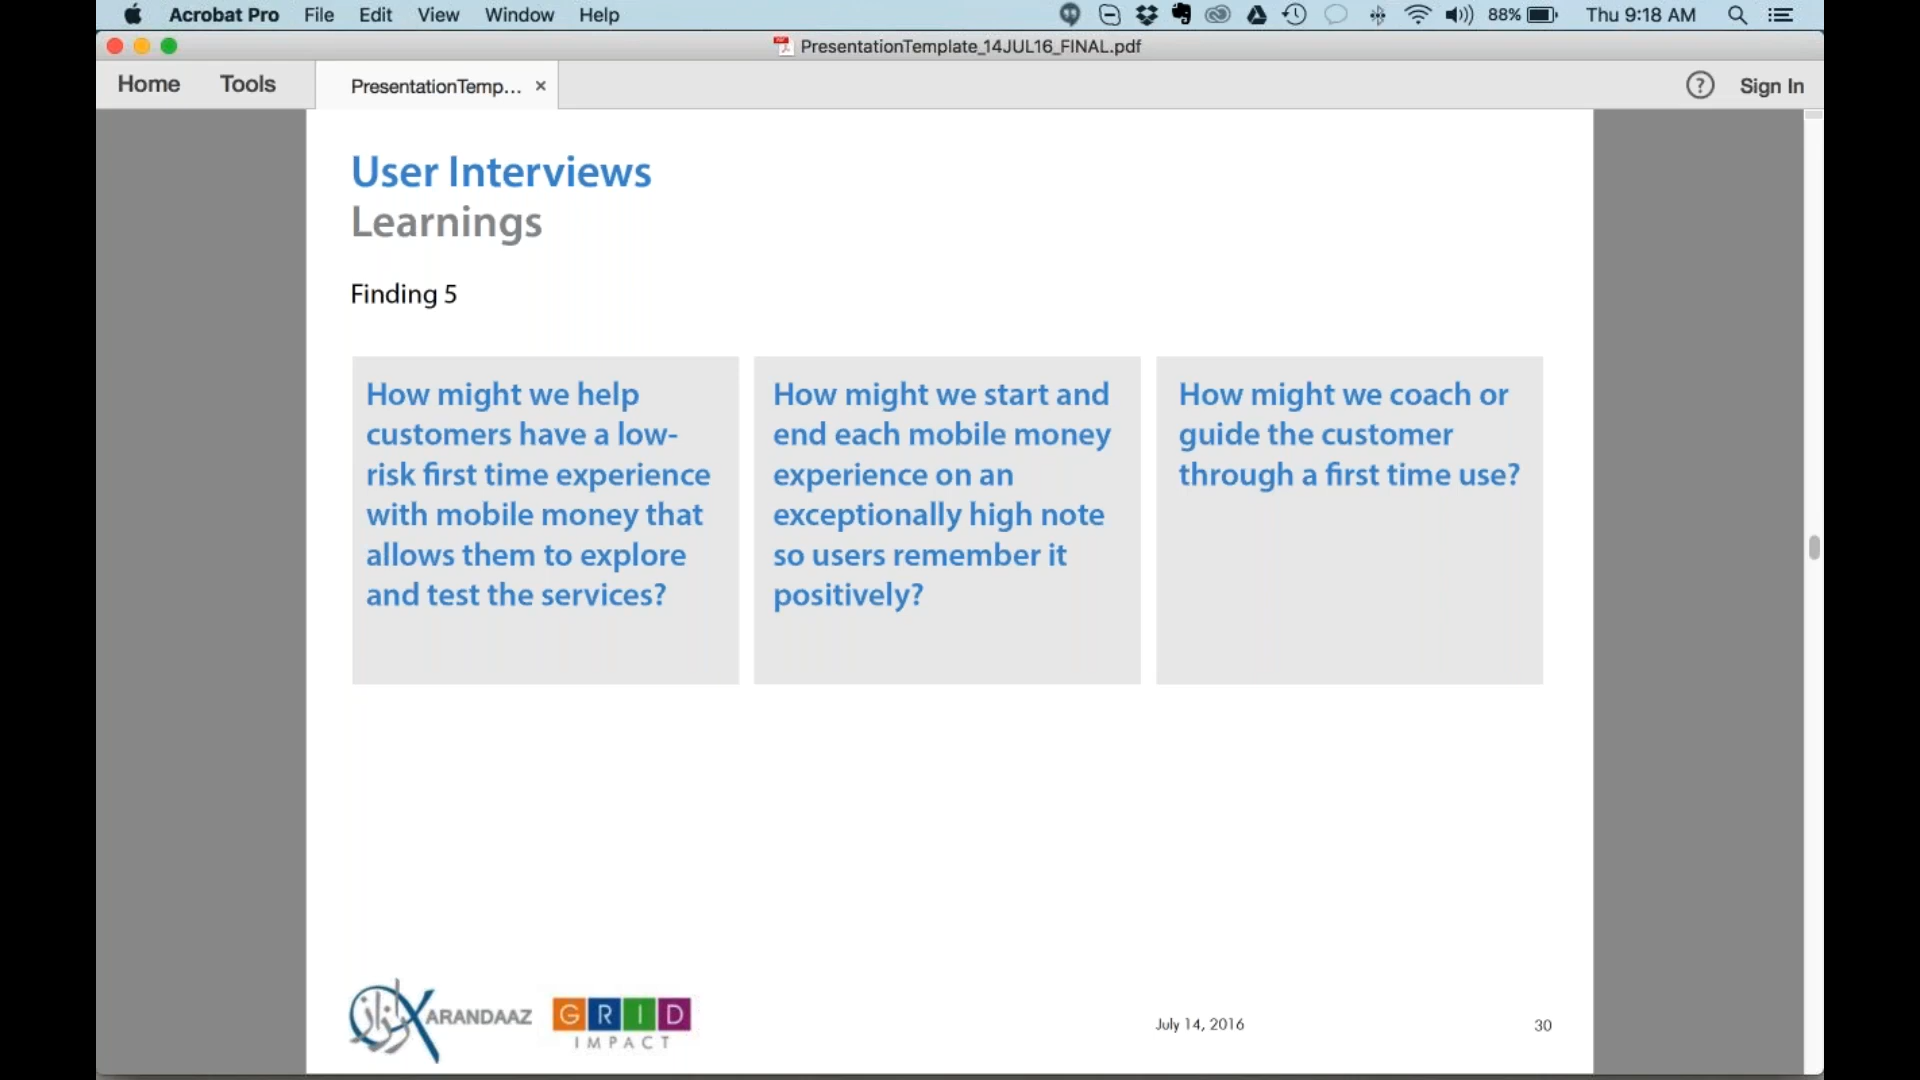 Acrobat Pro File Edit View Window Help 88% Thu 9:18 AM
PresentationTemplate_14JUL16_FINAL.pdf
Home Tools PresentationTemp... × ? Sign In
User Interviews
Learnings
Finding 5
How might we help
customers have a low-
risk first time experience
with mobile money that
allows them to explore
and test the services?
How might we start and
end each mobile money
experience on an
exceptionally high note
so users remember it
positively?
How might we coach or
guide the customer
through a first time use?
ARANDAAZ
GRID
IMPACT
July 14, 2016
30